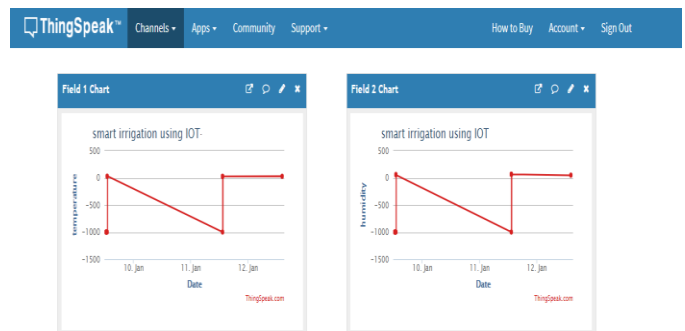 ThingSpeak™ Channels Apps Community Support How to Buy Account Sign Out
Field 1 Chart
smart irrigation using IOT-
temperature
500
0
-500
-1000
-1500
10. Jan 11. Jan 12. Jan
Date
ThingSpeak.com
Field 2 Chart
smart irrigation using IOT
humidity
500
0
-500
-1000
-1500
10. Jan 11. Jan 12. Jan
Date
ThingSpeak.com